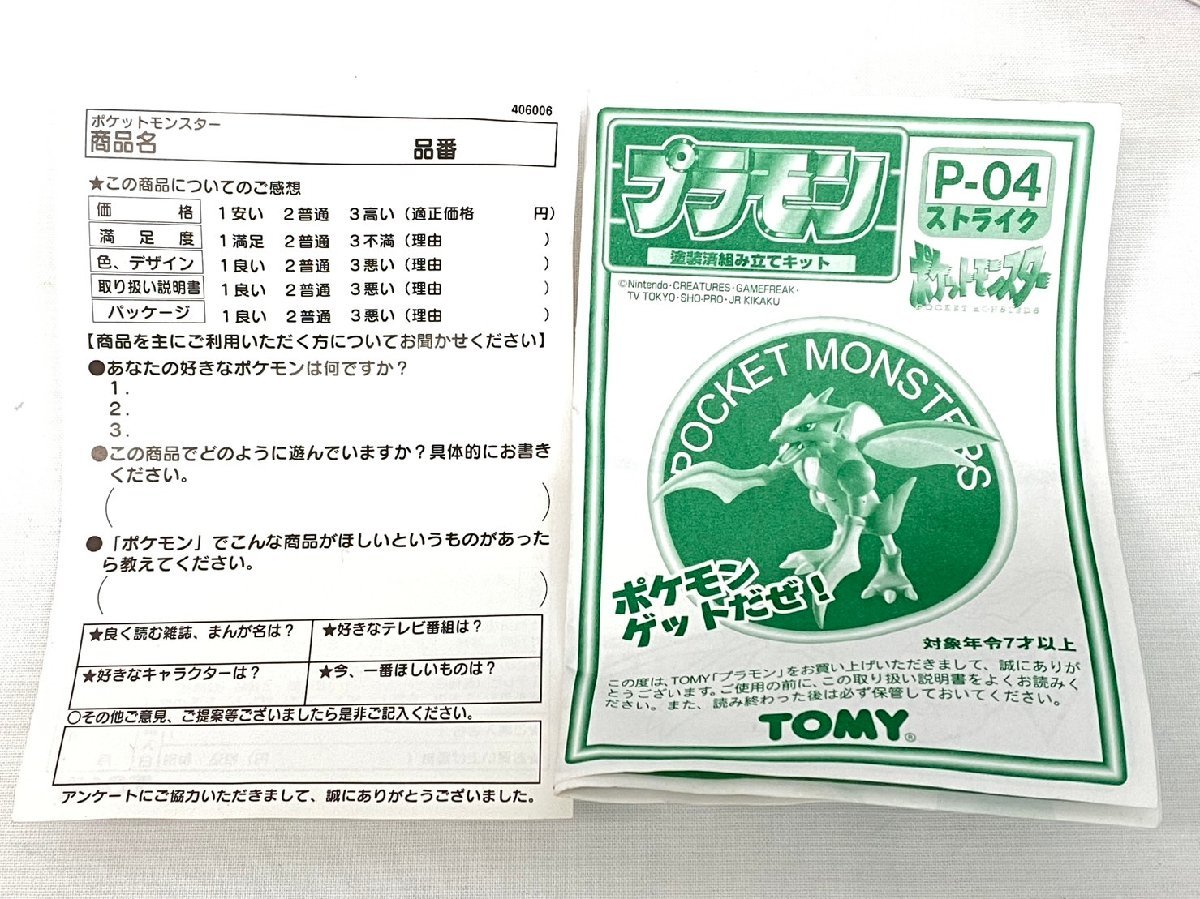 406006
ポケットモンスター
商品名 品番
★この商品についてのご感想
価 格 1安い 2普通 3高い（適正価格 円）
満 足 度 1満足 2普通 3不満（理由 ）
色、デザイン 1良い 2普通 3悪い（理由 ）
取り扱い説明書 1良い 2普通 3悪い（理由 ）
パッケージ 1良い 2普通 3悪い（理由 ）
【商品を主にご利用いただく方についてお聞かせください】
●あなたの好きなポケモンは何ですか？
1.
2.
3.
●この商品でどのように遊んでいますか？具体的にお書き
ください。
( )
●「ポケモン」でこんな商品がほしいというものがあった
ら教えてください。
( )
★良く読む雑誌、まんが名は？ ★好きなテレビ番組は？
★好きなキャラクターは？ ★今、一番ほしいものは？
○その他ご意見、ご提案等ございましたら是非ご記入ください。
アンケートにご協力いただきまして、誠にありがとうございました。
プラモン
塗装済組み立てキット
P-04
ストライク
ポケットモンスター
POCKET MONSTERS
©Nintendo・CREATURES・GAMEFREAK・
TV TOKYO・SHO-PRO・JR KIKAKU
POCKET MONSTERS
ポケモン
ゲットだぜ！
対象年令7才以上
この度は、TOMY「プラモン」をお買い上げいただきまして、誠にありが
とうございます。ご使用の前に、この取り扱い説明書をよくお読みく
ださい。また、読み終わった後は必ず保管しておいてください。
TOMY®